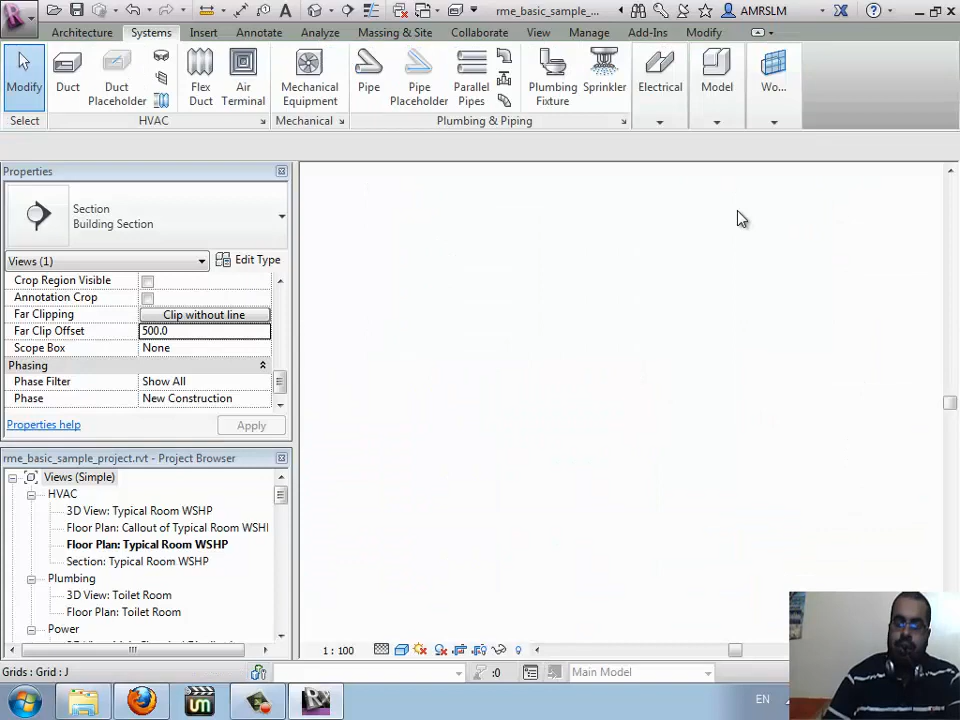 rme_basic_sample_...
AMRSLM
Architecture Systems Insert Annotate Analyze Massing & Site Collaborate View Manage Add-Ins Modify
Modify
Duct
Duct Placeholder
Flex Duct
Air Terminal
Mechanical Equipment
Pipe
Pipe Placeholder
Parallel Pipes
Plumbing Fixture
Sprinkler
Electrical
Model
Wo...
Select
HVAC
Mechanical
Plumbing & Piping
Properties
Section
Building Section
Views (1)
Edit Type
Crop Region Visible
Annotation Crop
Far Clipping Clip without line
Far Clip Offset 500.0
Scope Box None
Phasing
Phase Filter Show All
Phase New Construction
Properties help Apply
rme_basic_sample_project.rvt - Project Browser
Views (Simple)
HVAC
3D View: Typical Room WSHP
Floor Plan: Callout of Typical Room WSHI
Floor Plan: Typical Room WSHP
Section: Typical Room WSHP
Plumbing
3D View: Toilet Room
Floor Plan: Toilet Room
Power
1 : 100
Grids : Grid : J
:0
Main Model
EN